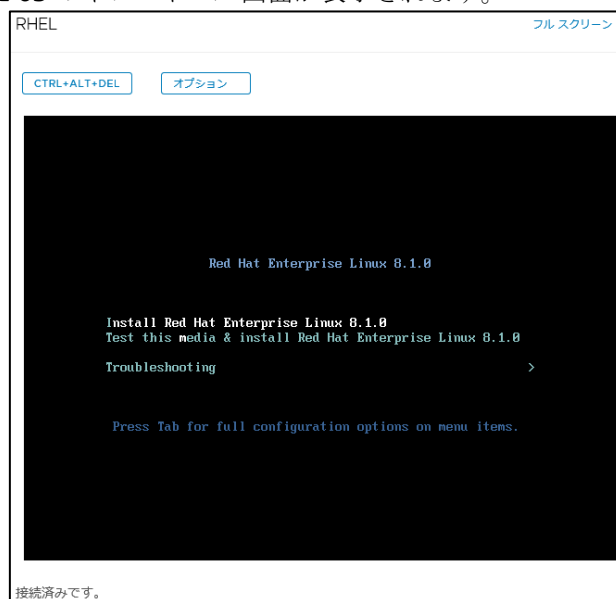 RHEL
フル スクリーン
CTRL+ALT+DEL
オプション
Red Hat Enterprise Linux 8.1.0
Install Red Hat Enterprise Linux 8.1.0
Test this media & install Red Hat Enterprise Linux 8.1.0
Troubleshooting >
Press Tab for full configuration options on menu items.
接続済みです。